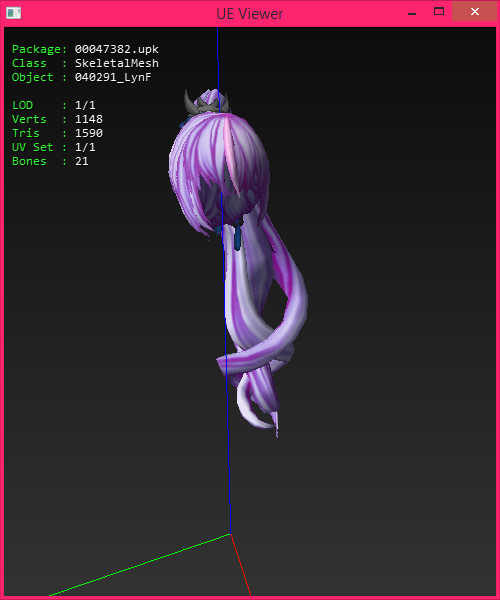 UE Viewer
Package: 00047382.upk
Class : SkeletalMesh
Object : 040291_LynF
LOD : 1/1
Verts : 1148
Tris : 1590
UV Set : 1/1
Bones : 21